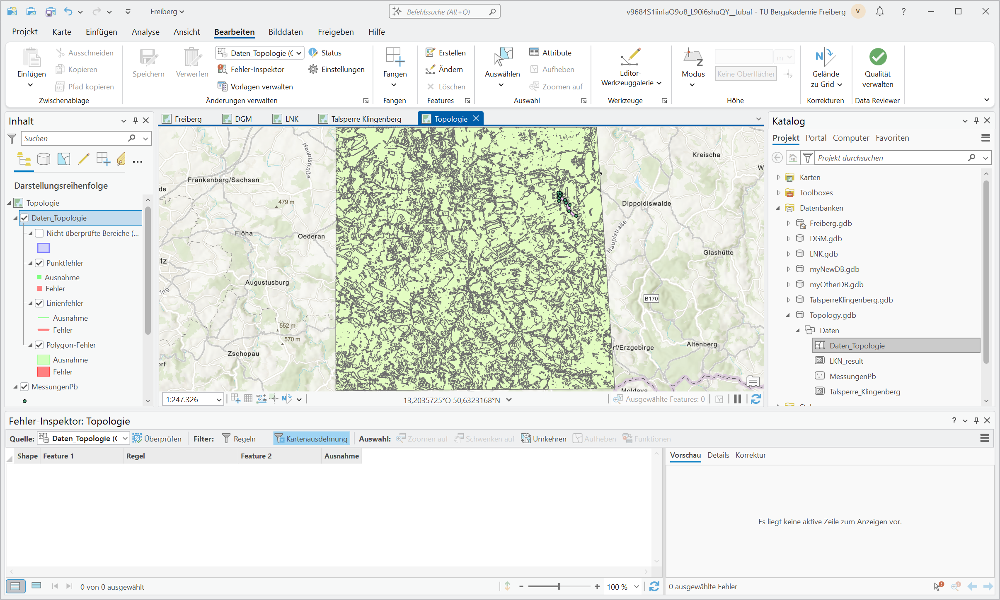 Freiberg
Befehlssuche (Alt+Q)
v9684S1iinfaO9o8_L90i6shuQY__tubaf - TU Bergakademie Freiberg
V
?
Projekt
Karte
Einfügen
Analyse
Ansicht
Bearbeiten
Bilddaten
Freigeben
Hilfe
Einfügen
Ausschneiden
Kopieren
Pfad kopieren
Zwischenablage
Speichern
Verwerfen
Daten_Topologie (G
Fehler-Inspektor
Vorlagen verwalten
Status
Einstellungen
Änderungen verwalten
Fangen
Fangen
Erstellen
Ändern
Löschen
Features
Auswählen
Attribute
Aufheben
Zoomen auf
Auswahl
Editor-
Werkzeuggalerie
Werkzeuge
Modus
m
Keine Oberflächen
Höhe
Gelände
zu Grid
Korrekturen
Qualität
verwalten
Data Reviewer
Inhalt
Suchen
Darstellungsreihenfolge
Topologie
Daten_Topologie
Nicht überprüfte Bereiche (...
Punktfehler
Ausnahme
Fehler
Linienfehler
Ausnahme
Fehler
Polygon-Fehler
Ausnahme
Fehler
MessungenPb
Freiberg
DGM
LNK
Talsperre Klingenberg
Topologie
Hauptstraße
Kreischa
W
Frankenberg/Sachsen
de
479 m
Dippoldiswalde
Flöha
Oederan
Hauptstraße
Glashütte
itz
Augustusburg
ring
B170
552 m
570 m
Altenberg
rf/Erzgebirge
Zschopau
orf
Moldava
1:247.326
13,2035725°O 50,6323168°N
Ausgewählte Features: 0
Katalog
Projekt
Portal
Computer
Favoriten
Projekt durchsuchen
Karten
Toolboxes
Datenbanken
Freiberg.gdb
DGM.gdb
LNK.gdb
myNewDB.gdb
myOtherDB.gdb
TalsperreKlingenberg.gdb
Topology.gdb
Daten
Daten_Topologie
LKN_result
MessungenPb
Talsperre_Klingenberg
Fehler-Inspektor: Topologie
?
Quelle:
Daten_Topologie (G
Überprüfen
Filter:
Regeln
Kartenausdehnung
Auswahl:
Zoomen auf
Schwenken auf
Umkehren
Aufheben
Funktionen
Shape
Feature 1
Regel
Feature 2
Ausnahme
Vorschau
Details
Korrektur
Es liegt keine aktive Zeile zum Anzeigen vor.
0 von 0 ausgewählt
100 %
0 ausgewählte Fehler